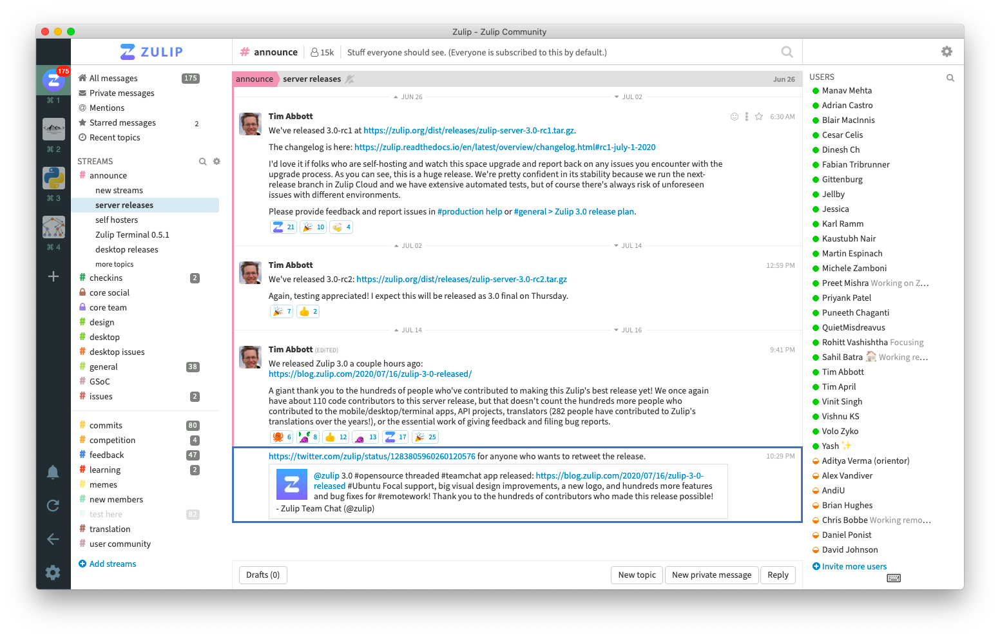 Zulip - Zulip Community
175
⌘ 1
⌘ 2
⌘ 3
⌘ 4
ZULIP
All messages 175
Private messages
Mentions
Starred messages 2
Recent topics
STREAMS
# announce
new streams
server releases
self hosters
Zulip Terminal 0.5.1
desktop releases
more topics
# checkins 2
core social
core team
# design
# desktop
# desktop issues
# general 38
# GSoC
# issues 2
# commits 80
# competition 4
# feedback 47
# learning 2
# memes
# new members
# test here 82
# translation
# user community
Add streams
# announce 15k Stuff everyone should see. (Everyone is subscribed to this by default.)
announce server releases Jun 26
JUN 26 JUL 02
Tim Abbott 6:30 AM
We've released 3.0-rc1 at https://zulip.org/dist/releases/zulip-server-3.0-rc1.tar.gz.
The changelog is here: https://zulip.readthedocs.io/en/latest/overview/changelog.html#rc1-july-1-2020
I'd love it if folks who are self-hosting and watch this space upgrade and report back on any issues you encounter with the
upgrade process. As you can see, this is a huge release. We're pretty confident in its stability because we run the next-
release branch in Zulip Cloud and we have extensive automated tests, but of course there's always risk of unforeseen
issues with different environments.
Please provide feedback and report issues in #production help or #general > Zulip 3.0 release plan.
21 10 4
JUL 02 JUL 14
Tim Abbott 12:59 PM
We've released 3.0-rc2: https://zulip.org/dist/releases/zulip-server-3.0-rc2.tar.gz
Again, testing appreciated! I expect this will be released as 3.0 final on Thursday.
7 2
JUL 14 JUL 16
Tim Abbott (EDITED) 9:41 PM
We released Zulip 3.0 a couple hours ago:
https://blog.zulip.com/2020/07/16/zulip-3-0-released/
A giant thank you to the hundreds of people who've contributed to making this Zulip's best release yet! We once again
have about 110 code contributors to this server release, but that doesn't count the hundreds more people who
contributed to the mobile/desktop/terminal apps, API projects, translators (282 people have contributed to Zulip's
translations over the years!), or the essential work of giving feedback and filing bug reports.
6 8 12 13 17 25
https://twitter.com/zulip/status/1283805960260120576 for anyone who wants to retweet the release. 10:29 PM
@zulip 3.0 #opensource threaded #teamchat app released: https://blog.zulip.com/2020/07/16/zulip-3-0-
released #Ubuntu Focal support, big visual design improvements, a new logo, and hundreds more features
and bug fixes for #remotework! Thank you to the hundreds of contributors who made this release possible!
- Zulip Team Chat (@zulip)
Drafts (0) New topic New private message Reply
USERS
Manav Mehta
Adrian Castro
Blair MacInnis
Cesar Celis
Dinesh Ch
Fabian Tribrunner
Gittenburg
Jellby
Jessica
Karl Ramm
Kaustubh Nair
Martin Espinach
Michele Zamboni
Preet Mishra Working on Z...
Priyank Patel
Puneeth Chaganti
QuietMisdreavus
Rohitt Vashishtha Focusing
Sahil Batra 🏠 Working re...
Tim Abbott
Tim April
Vinit Singh
Vishnu KS
Volo Zyko
Yash ✨
Aditya Verma (orientor)
Alex Vandiver
AndiU
Brian Hughes
Chris Bobbe Working remo...
Daniel Ponist
David Johnson
Invite more users